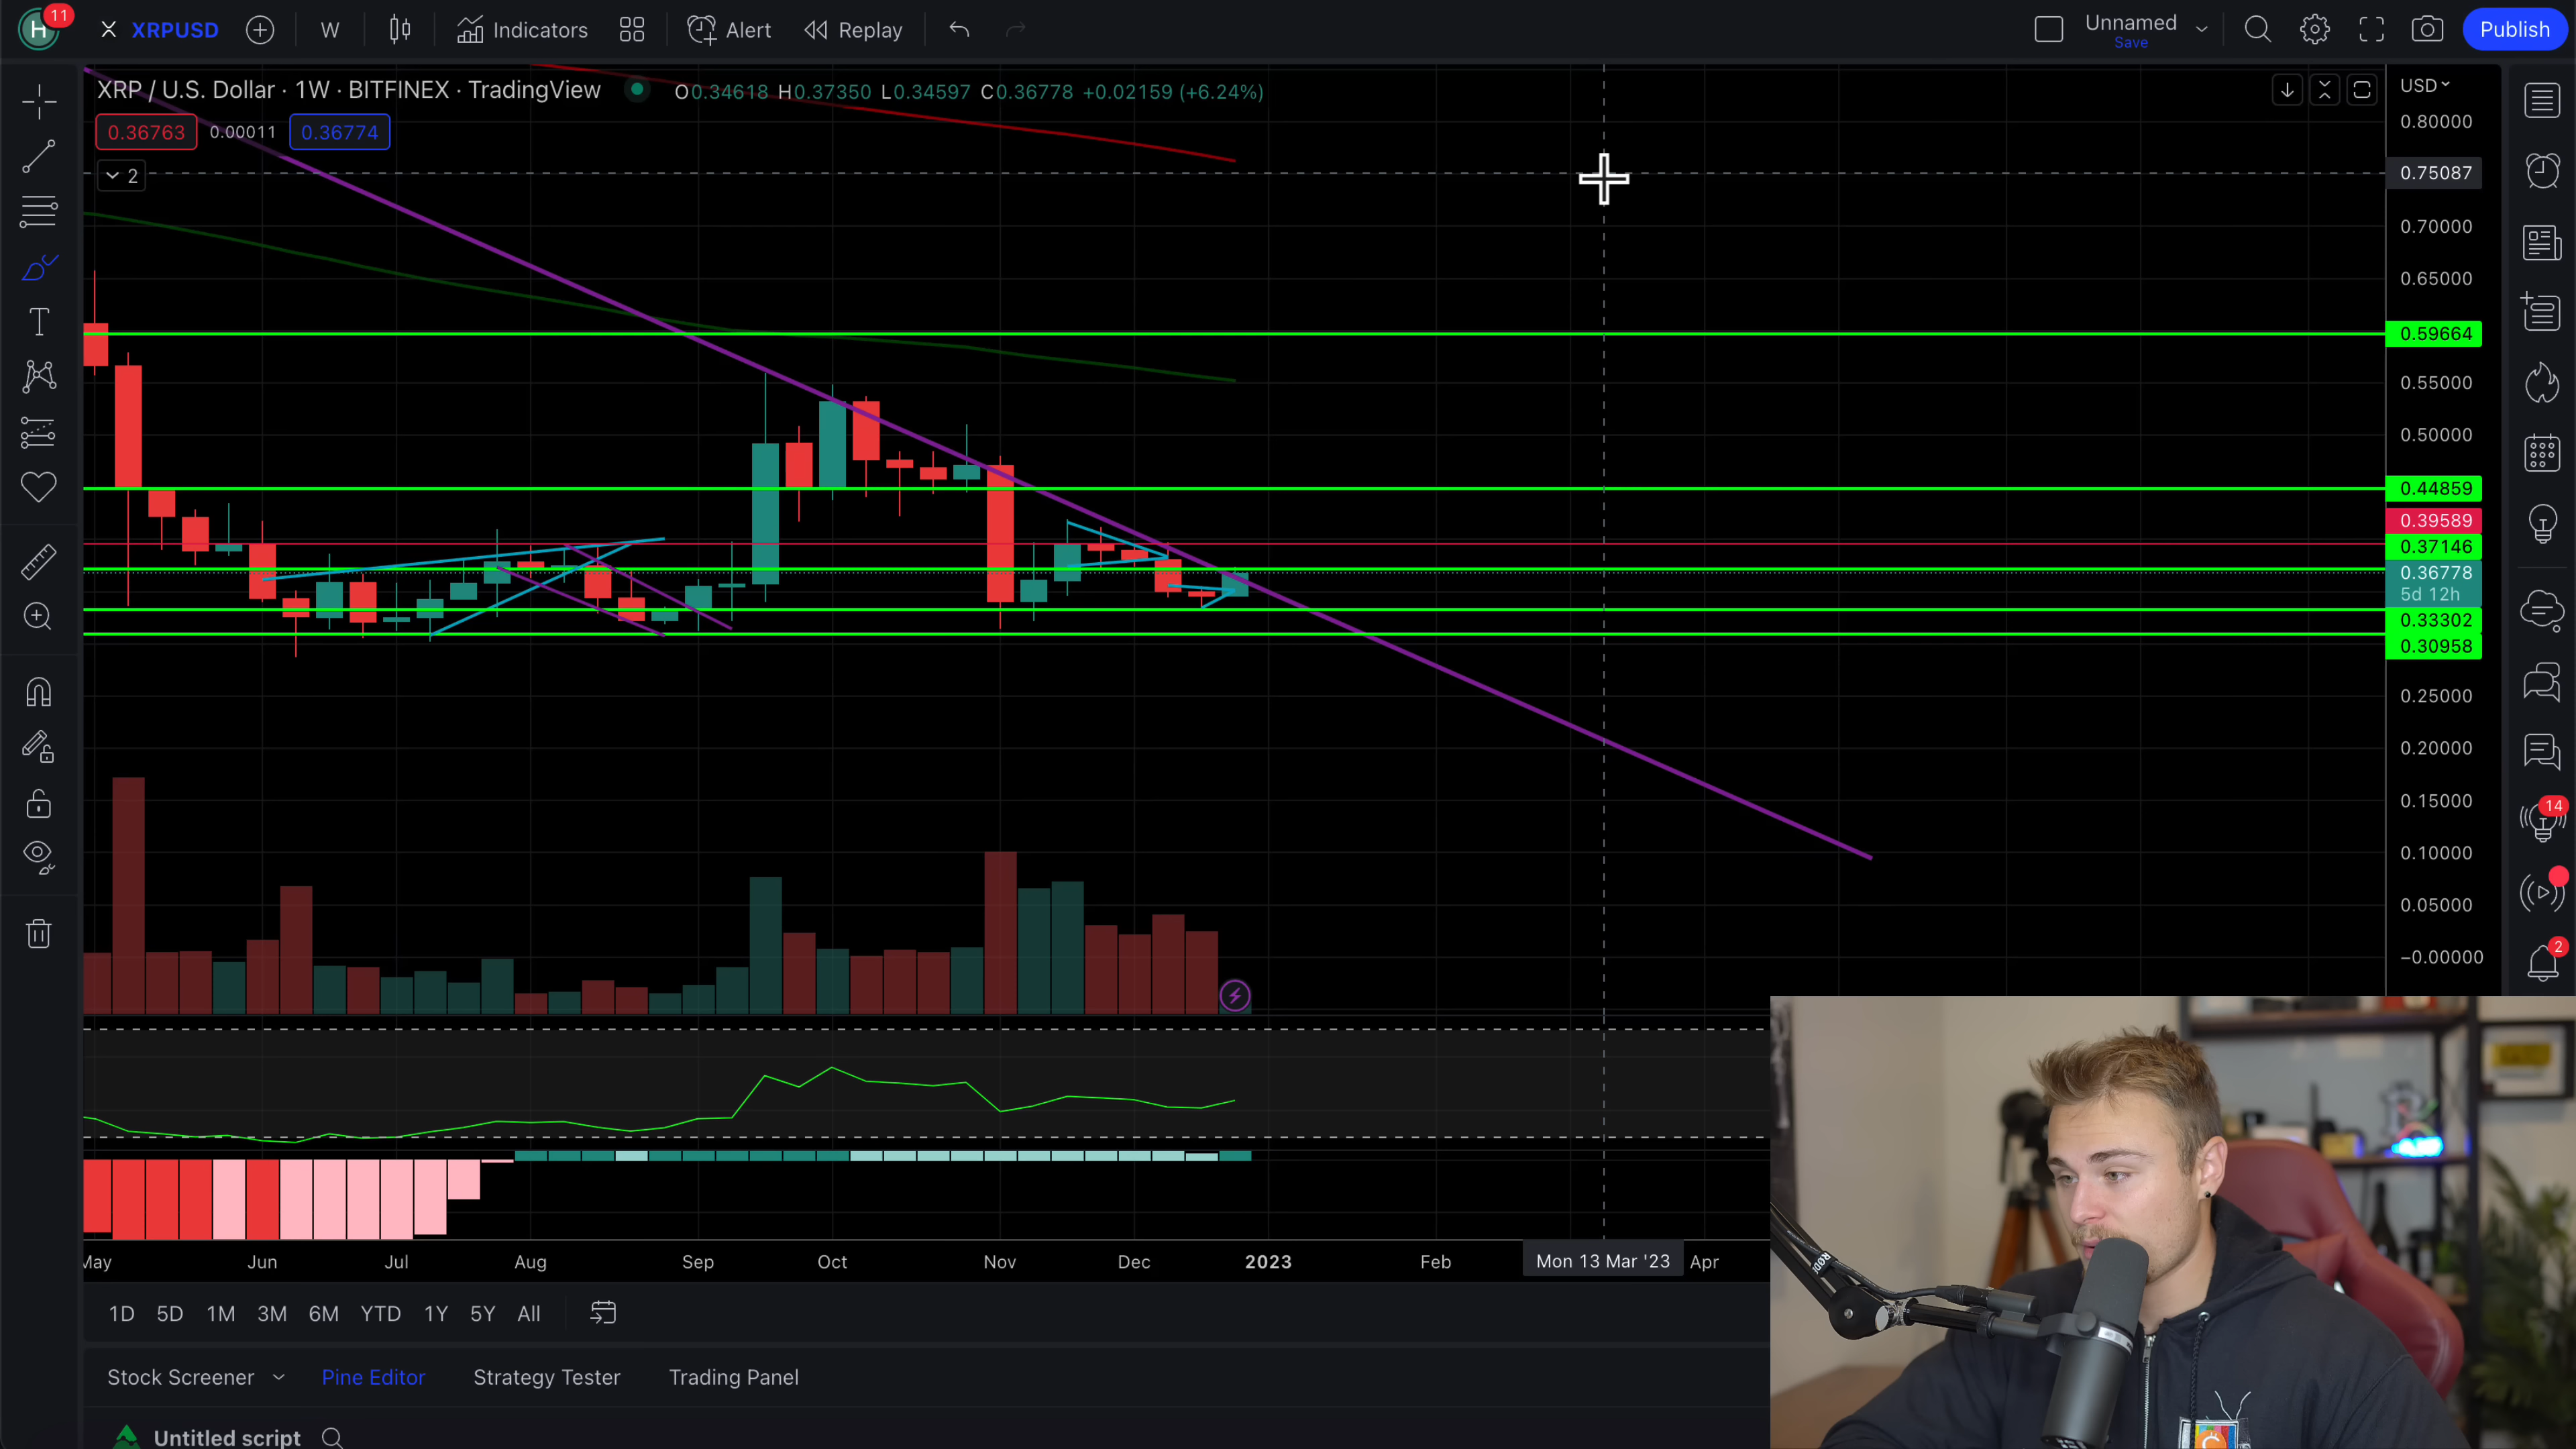 H 11 XRPUSD W Indicators Alert Replay Unnamed Save Publish
XRP / U.S. Dollar · 1W · BITFINEX · TradingView O0.34618 H0.37350 L0.34597 C0.36778 +0.02159 (+6.24%)
0.36763 0.00011 0.36774
2
USD
0.80000
0.75087
0.70000
0.65000
0.59664
0.55000
0.50000
0.44859
0.39589
0.37146
0.36778
5d 12h
0.33302
0.30958
0.25000
0.20000
0.15000
0.10000
0.05000
−0.00000
14
2
May Jun Jul Aug Sep Oct Nov Dec 2023 Feb Mon 13 Mar '23 Apr
1D 5D 1M 3M 6M YTD 1Y 5Y All
Stock Screener Pine Editor Strategy Tester Trading Panel
Untitled script
RØDE